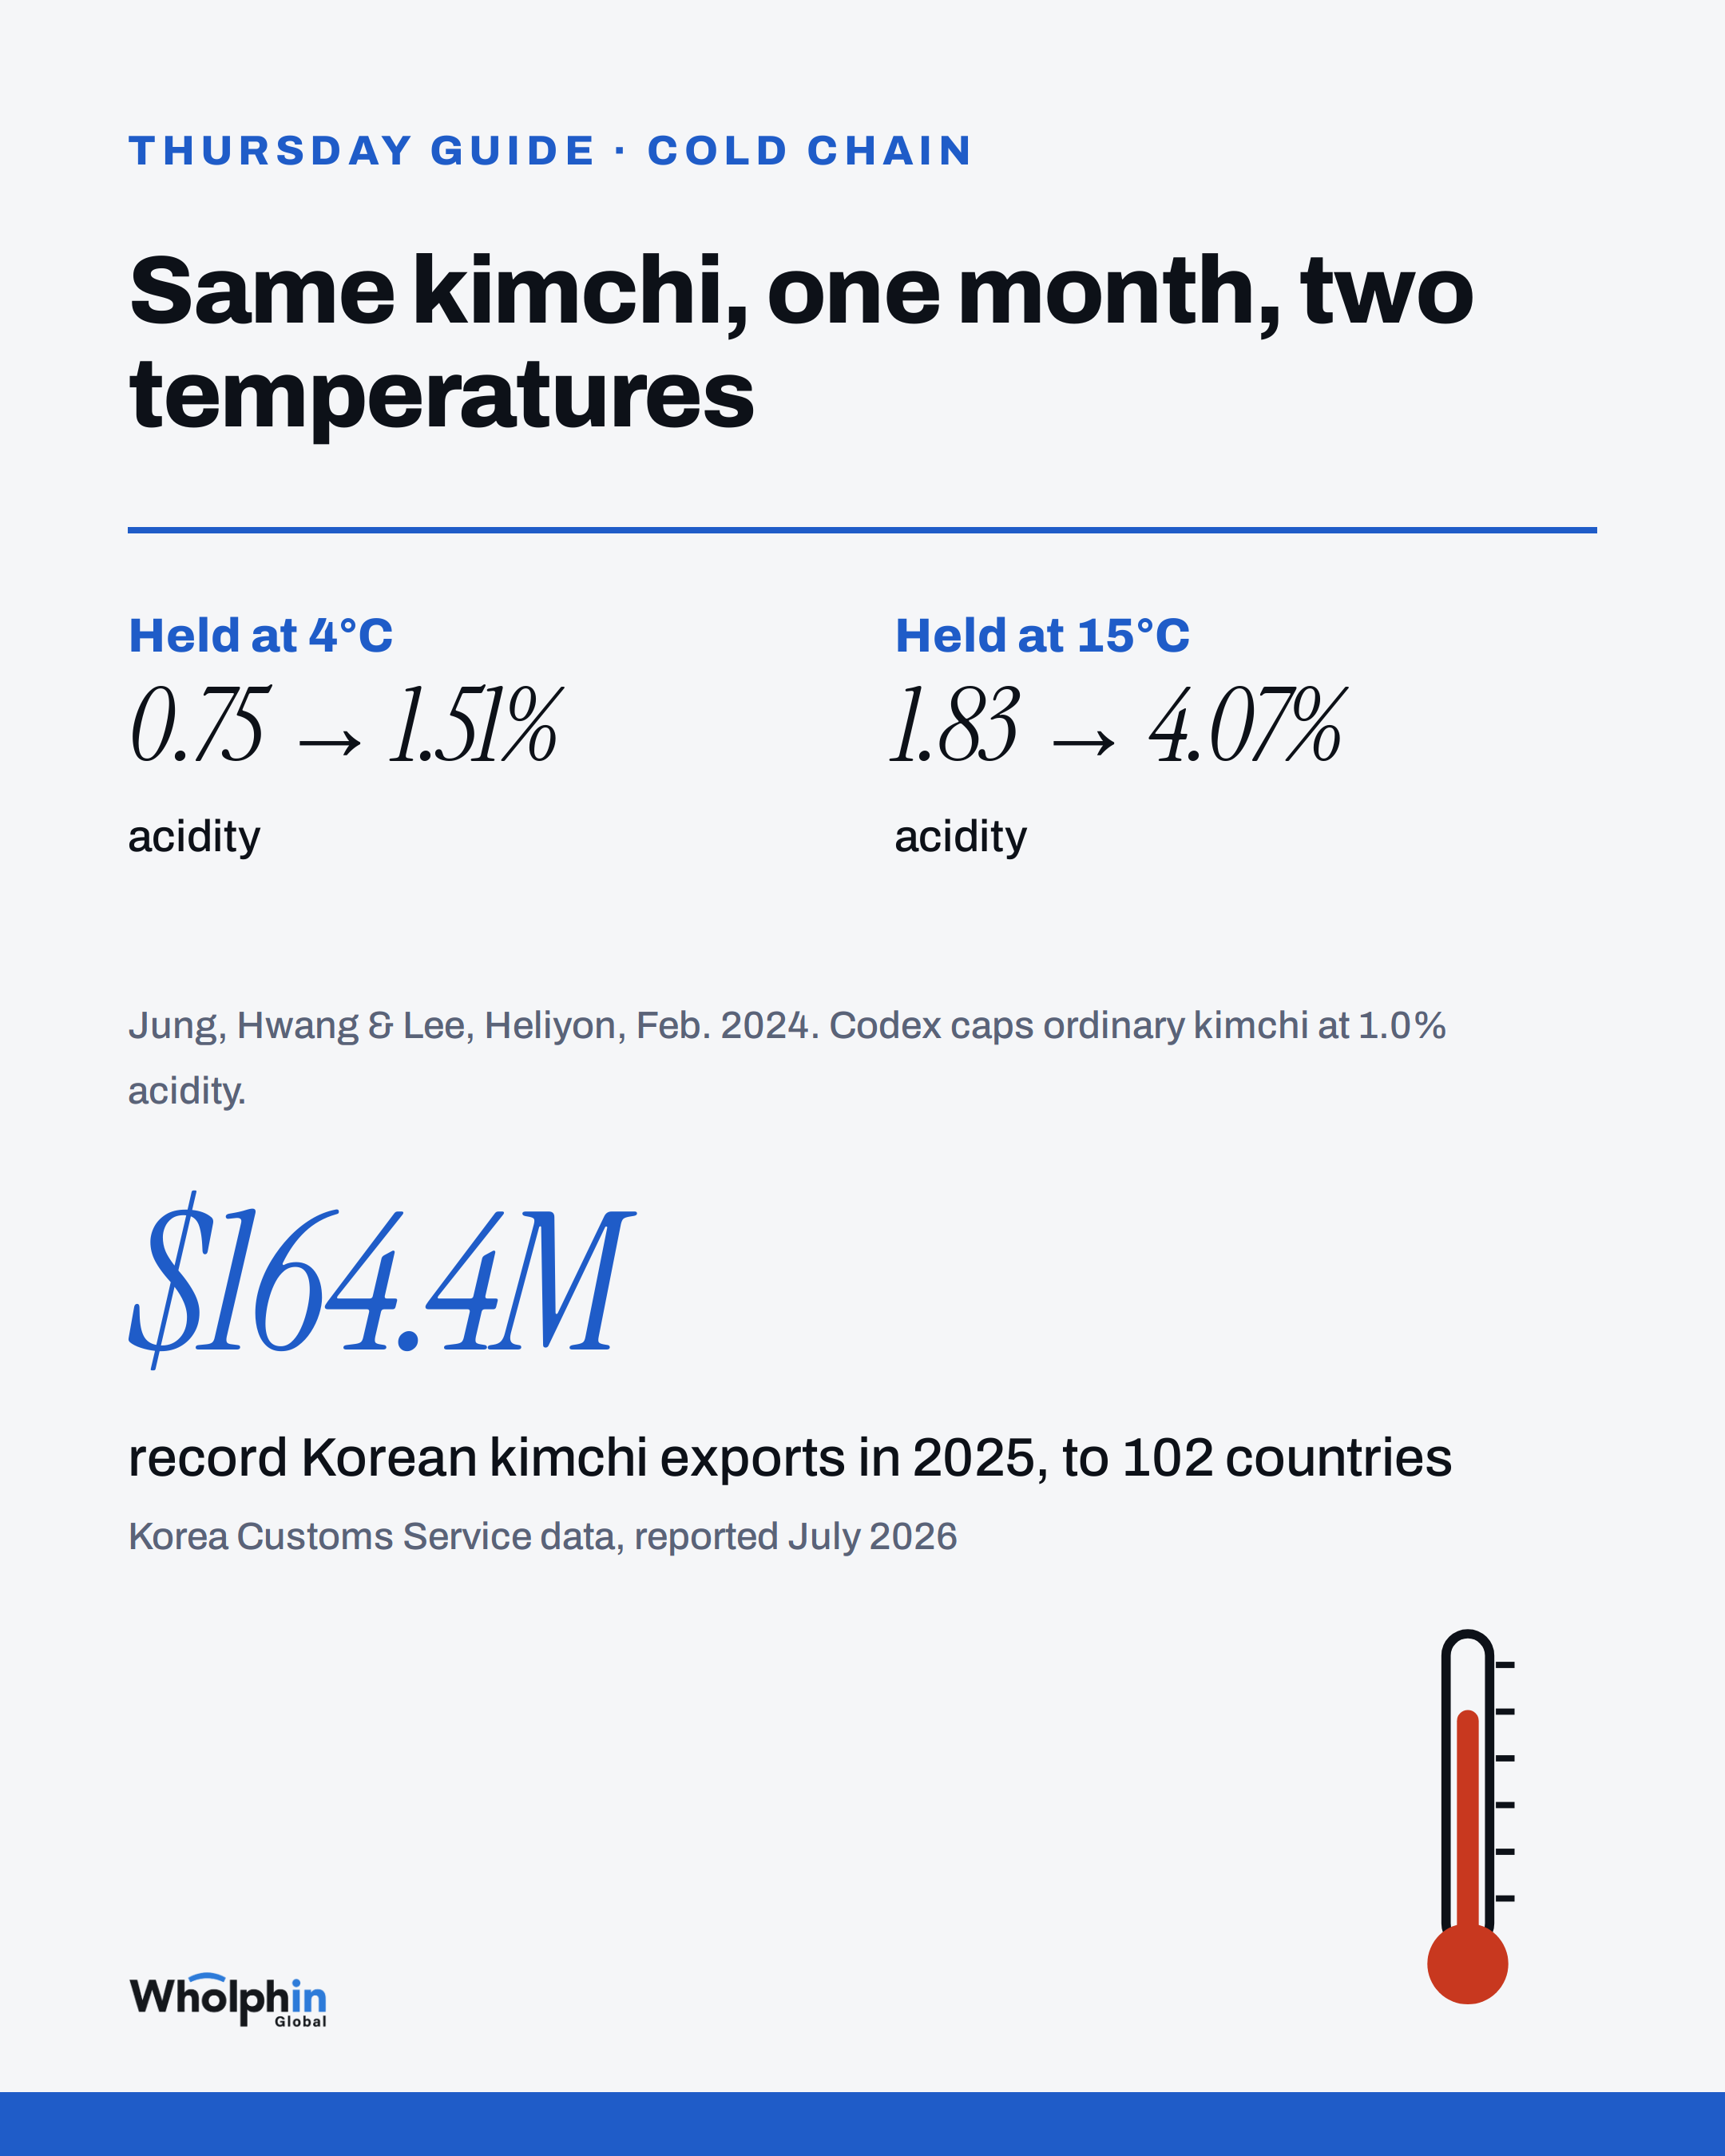 THURSDAY GUIDE · COLD CHAIN
Same kimchi, one month, two
temperatures
Held at 4°C
0.75 → 1.51%
acidity
Held at 15°C
1.83 → 4.07%
acidity
Jung, Hwang & Lee, Heliyon, Feb. 2024. Codex caps ordinary kimchi at 1.0%
acidity.
$164.4M
record Korean kimchi exports in 2025, to 102 countries
Korea Customs Service data, reported July 2026
Wholphin
Global